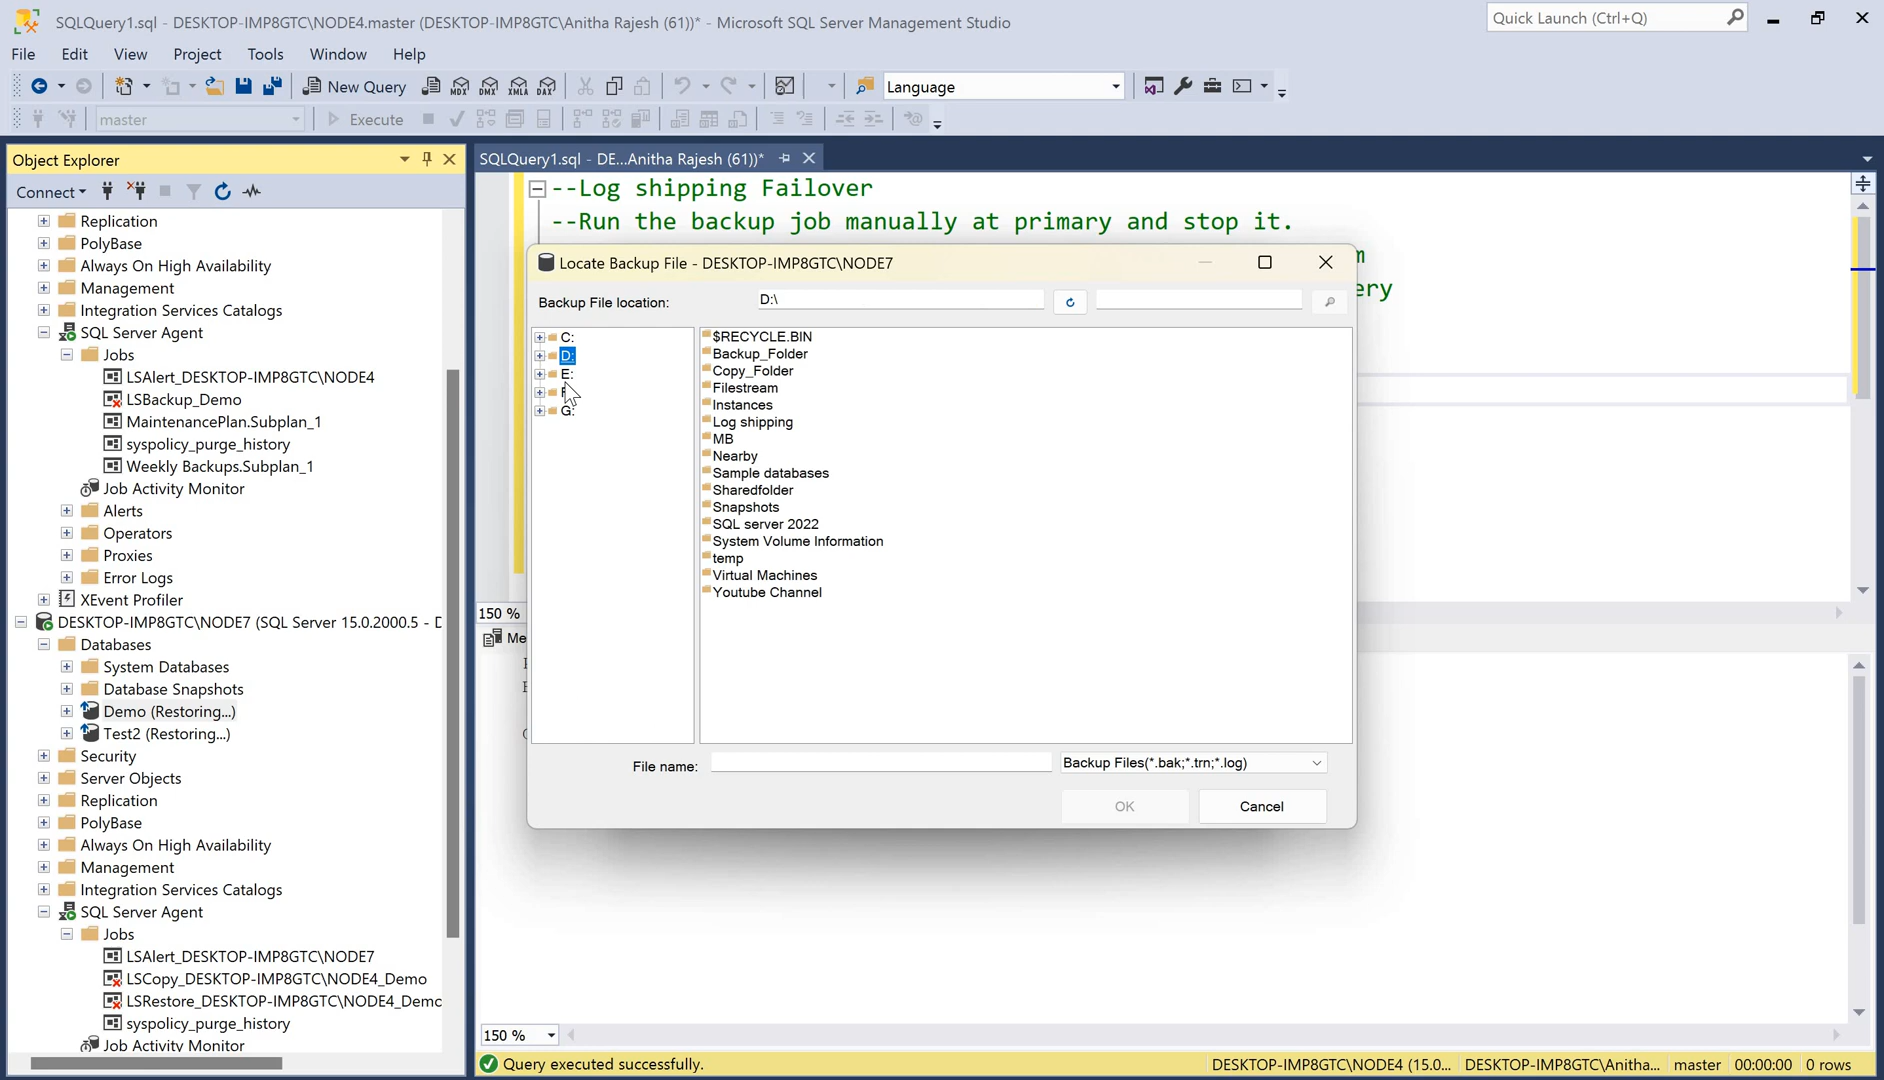 SQLQuery1.sql - DESKTOP-IMP8GTC\NODE4.master (DESKTOP-IMP8GTC\Anitha Rajesh (61))* - Microsoft SQL Server Management Studio
Quick Launch (Ctrl+Q)
File Edit View Project Tools Window Help
New Query
MDX DMX XMLA DAX
Language
master
Execute
Object Explorer
Connect
Replication
PolyBase
Always On High Availability
Management
Integration Services Catalogs
SQL Server Agent
Jobs
LSAlert_DESKTOP-IMP8GTC\NODE4
LSBackup_Demo
MaintenancePlan.Subplan_1
syspolicy_purge_history
Weekly Backups.Subplan_1
Job Activity Monitor
Alerts
Operators
Proxies
Error Logs
XEvent Profiler
DESKTOP-IMP8GTC\NODE7 (SQL Server 15.0.2000.5 - D
Databases
System Databases
Database Snapshots
Demo (Restoring...)
Test2 (Restoring...)
Security
Server Objects
Replication
PolyBase
Always On High Availability
Management
Integration Services Catalogs
SQL Server Agent
Jobs
LSAlert_DESKTOP-IMP8GTC\NODE7
LSCopy_DESKTOP-IMP8GTC\NODE4_Demo
LSRestore_DESKTOP-IMP8GTC\NODE4_Demo
syspolicy_purge_history
Job Activity Monitor
SQLQuery1.sql - DE...Anitha Rajesh (61))*
--Log shipping Failover
--Run the backup job manually at primary and stop it.
m
ery
150 %
Me
Locate Backup File - DESKTOP-IMP8GTC\NODE7
Backup File location:
D:\
C:
D:
E:
G:
$RECYCLE.BIN
Backup_Folder
Copy_Folder
Filestream
Instances
Log shipping
MB
Nearby
Sample databases
Sharedfolder
Snapshots
SQL server 2022
System Volume Information
temp
Virtual Machines
Youtube Channel
File name:
Backup Files(*.bak;*.trn;*.log)
OK
Cancel
150 %
Query executed successfully.
DESKTOP-IMP8GTC\NODE4 (15.0... DESKTOP-IMP8GTC\Anitha... master 00:00:00 0 rows